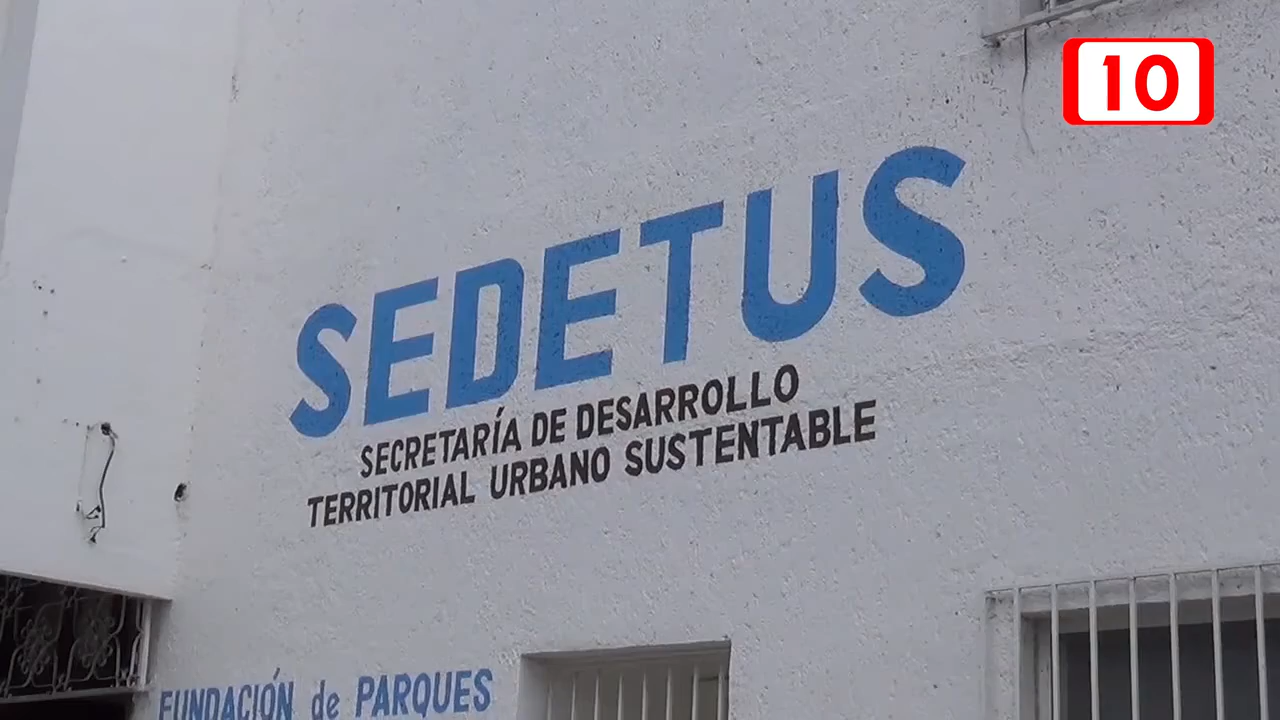 10
SEDETUS
SECRETARÍA DE DESARROLLO
TERRITORIAL URBANO SUSTENTABLE
FUNDACIÓN de PARQUES